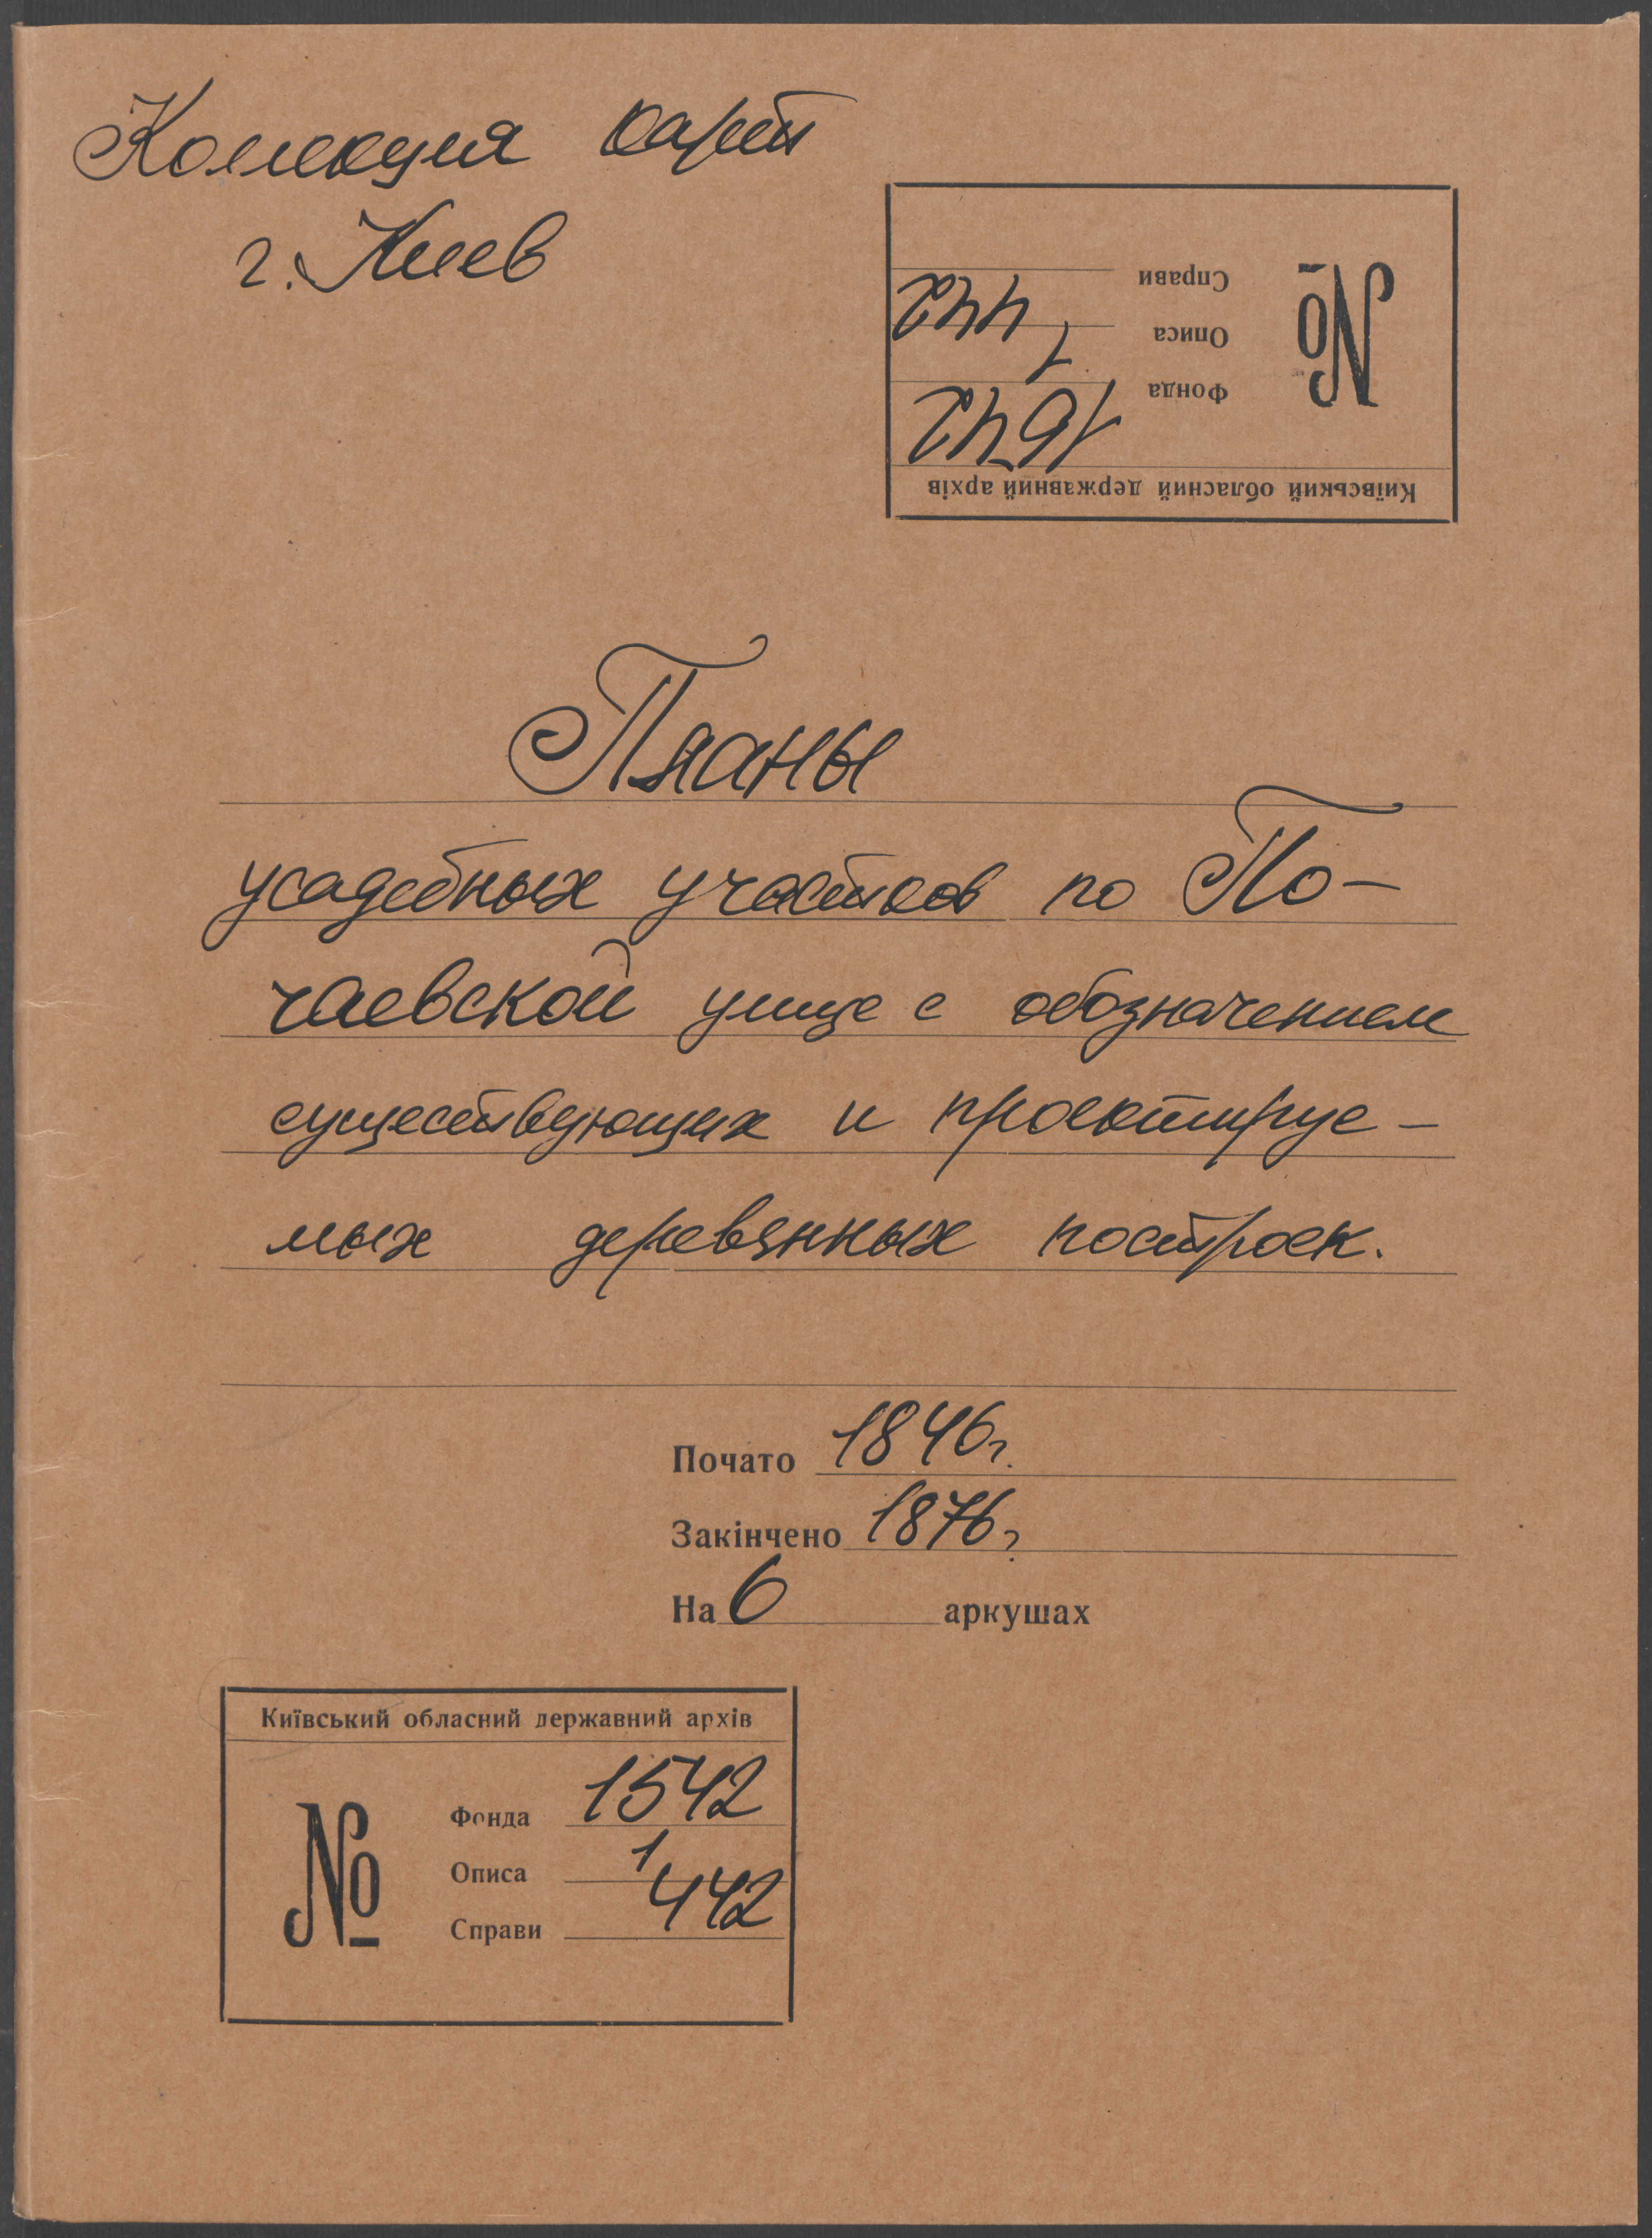 Колекция карт
г. Киев
Київський обласний державний архів
№
Фонда 1542
Описа 1
Справи 442
Планы
усадебных участков по По-
чаевской улице с обозначением
существующих и проектируе-
мых деревянных построек.
Почато 1846 г.
Закінчено 1876 г.
На 6 аркушах
Київський обласний державний архів
№
Фонда 1542
Описа 1
Справи 442